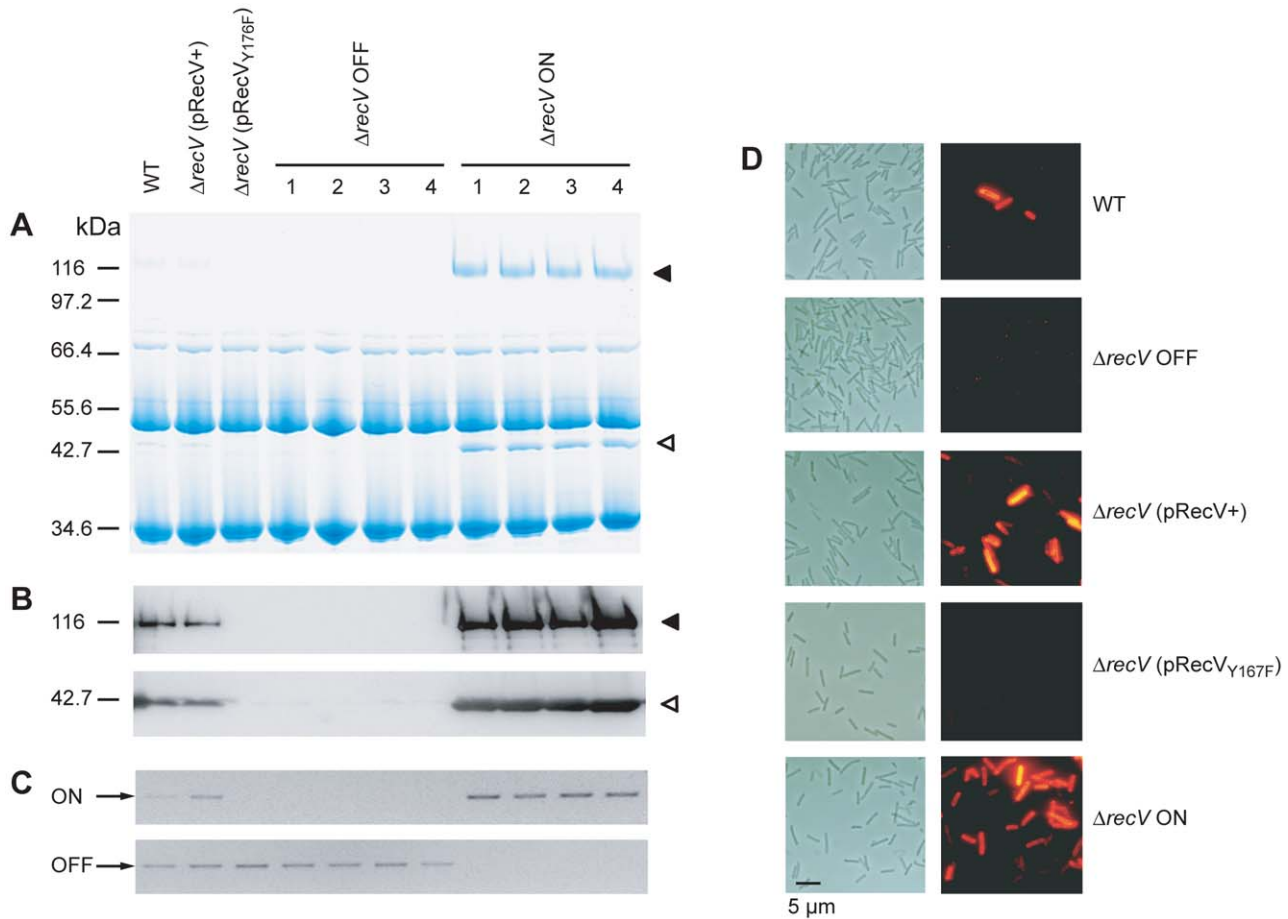 WT
ΔrecV (pRecV+)
ΔrecV (pRecVY176F)
ΔrecV OFF
ΔrecV ON
1 2 3 4 1 2 3 4
A kDa
116
97.2
66.4
55.6
42.7
34.6
B 116
42.7
C ON
OFF
D
WT
ΔrecV OFF
ΔrecV (pRecV+)
ΔrecV (pRecVY167F)
ΔrecV ON
5 µm